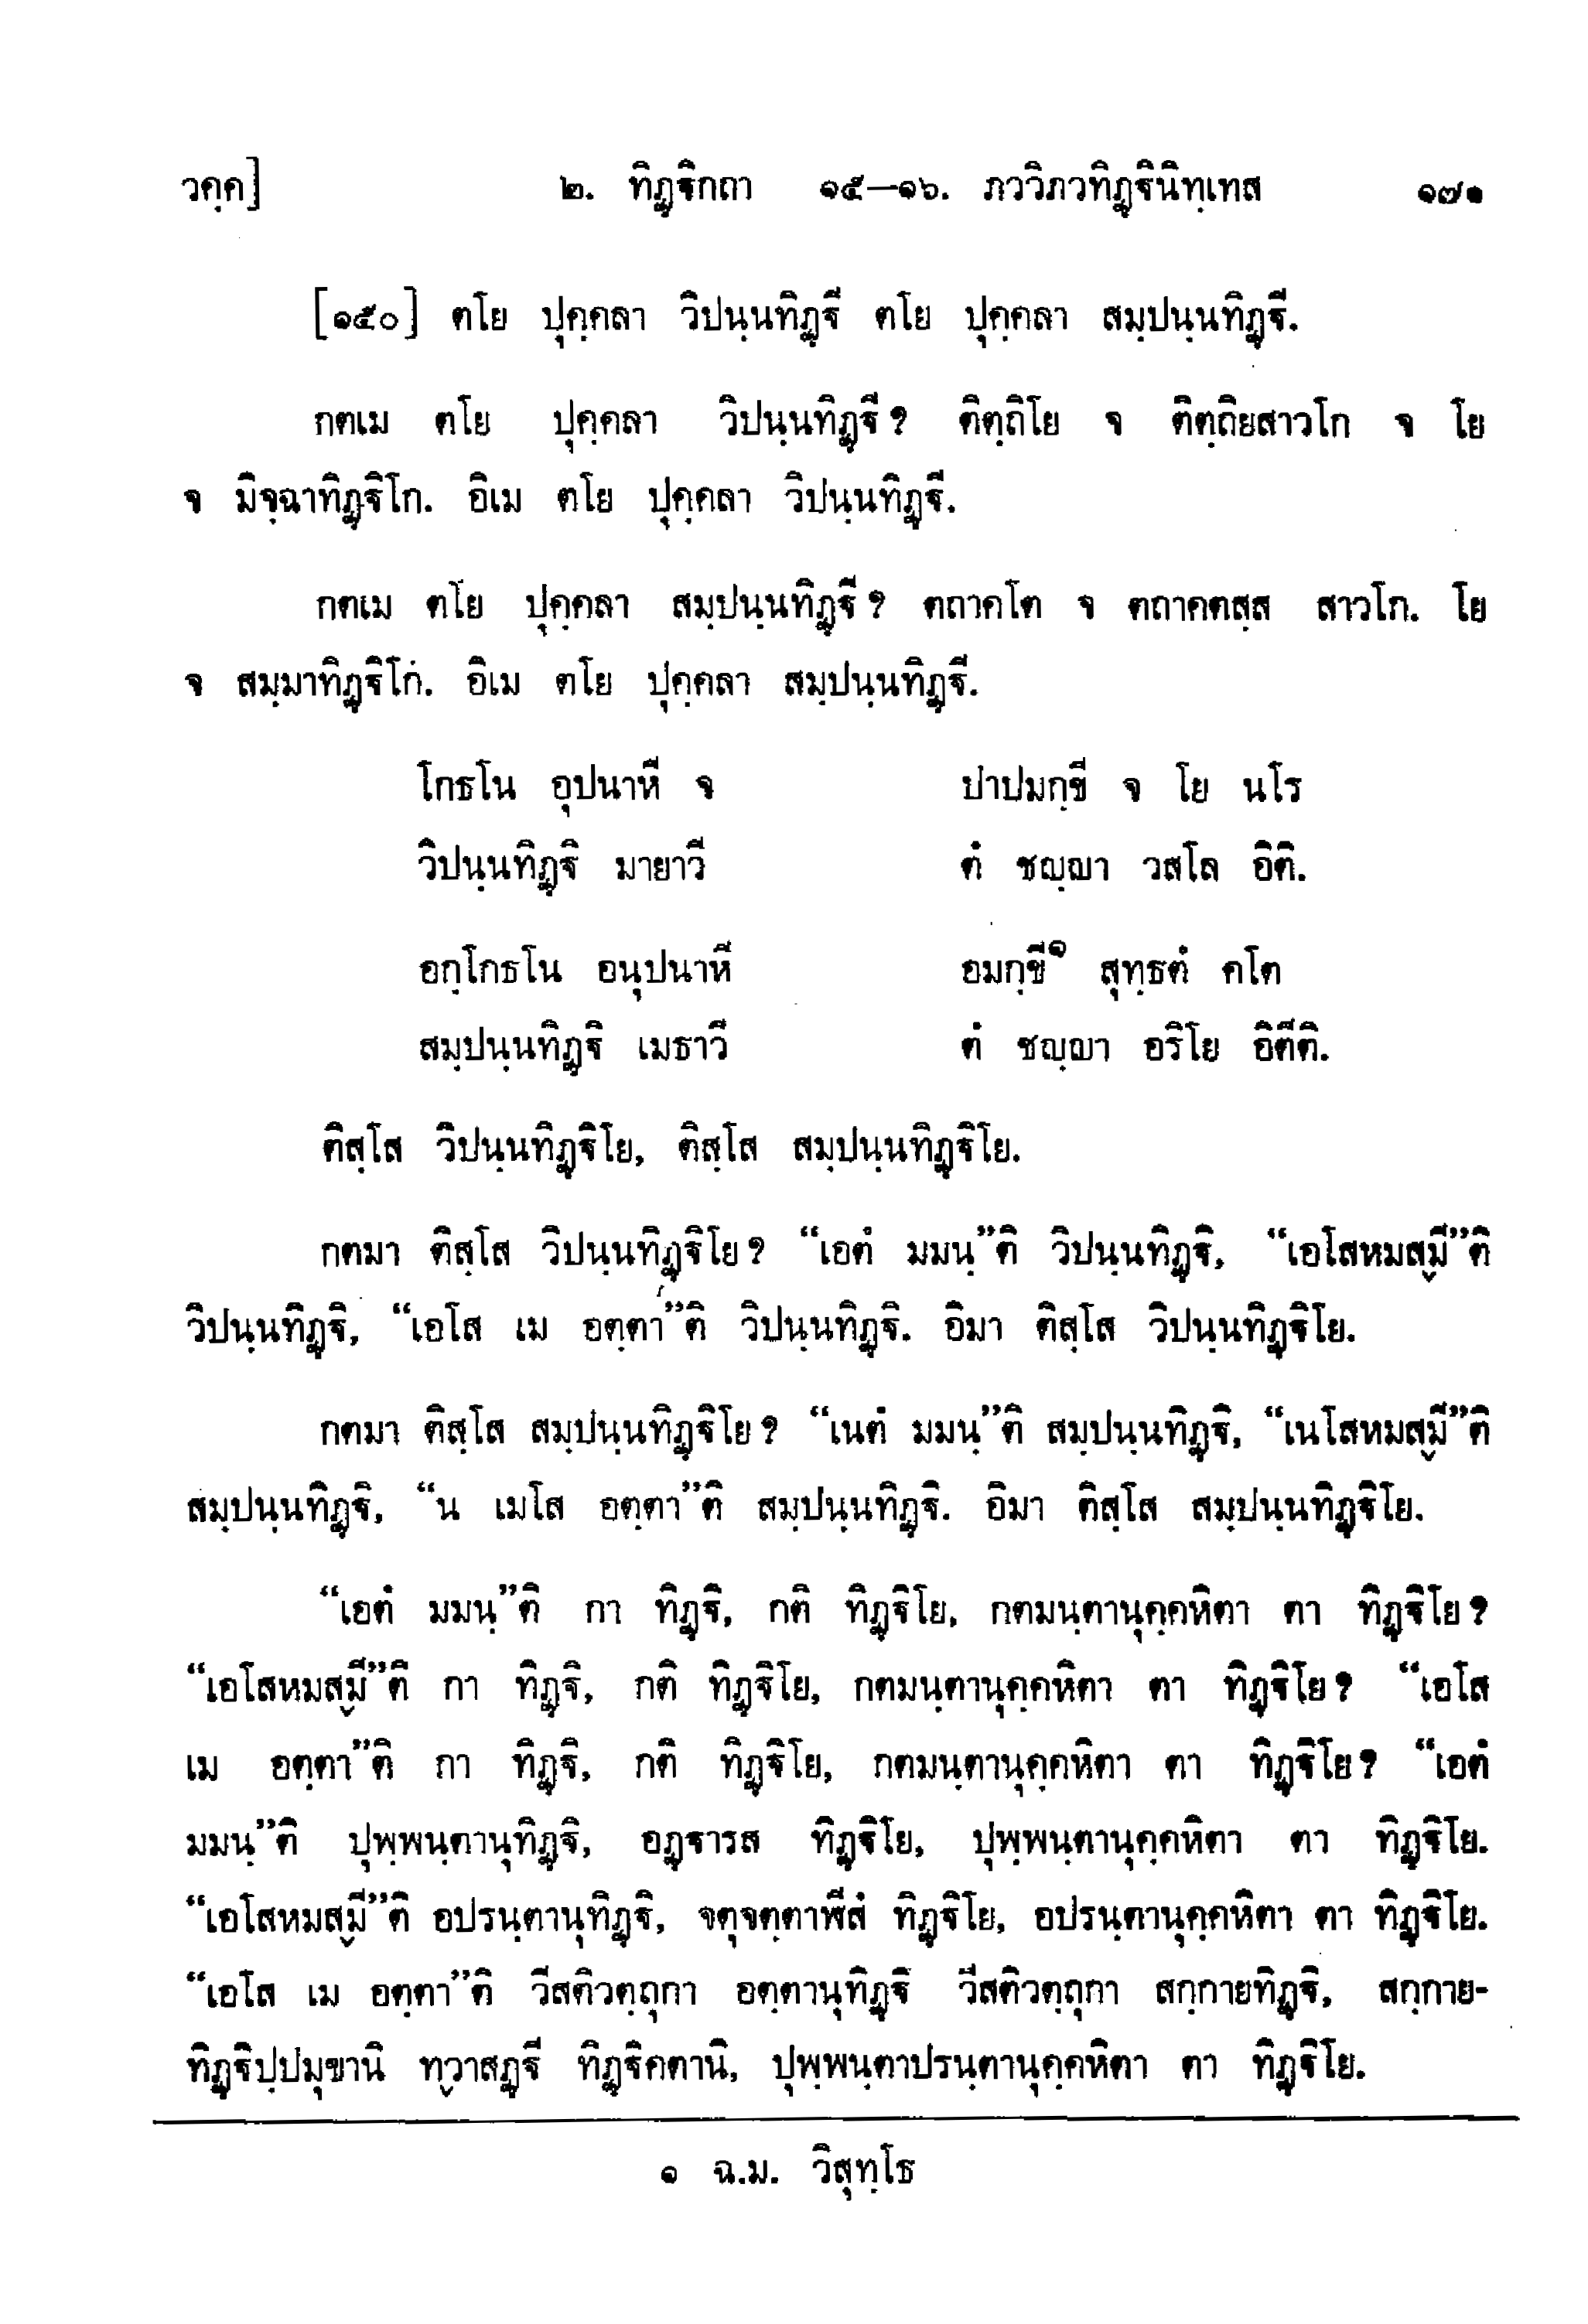 วคฺค] ๒. ทิฏฺฐิกถา ๑๕–๑๖. ภววิภวทิฏฺฐินิทฺเทส ๑๗๑
[๑๕๐] ตโย ปุคฺคลา วิปนฺนทิฏฺฐี ตโย ปุคฺคลา สมฺปนฺนทิฏฺฐี.
กตเม ตโย ปุคฺคลา วิปนฺนทิฏฺฐี? ติตฺถิโย จ ติตฺถิยสาวโก จ โย
จ มิจฺฉาทิฏฺฐิโก. อิเม ตโย ปุคฺคลา วิปนฺนทิฏฺฐี.
กตเม ตโย ปุคฺคลา สมฺปนฺนทิฏฺฐี? ตถาคโต จ ตถาคตสฺส สาวโก. โย
จ สมฺมาทิฏฺฐิโก. อิเม ตโย ปุคฺคลา สมฺปนฺนทิฏฺฐี.
โกธโน อุปนาหี จ ปาปมกฺขี จ โย นโร
วิปนฺนทิฏฺฐิ มายาวี ตํ ชญฺญา วสโล อิติ.
อกฺโกธโน อนุปนาหี อมกฺขี๑ สุทฺธตํ คโต
สมฺปนฺนทิฏฺฐิ เมธาวี ตํ ชญฺญา อริโย อิตีติ.
ติสฺโส วิปนฺนทิฏฺฐิโย, ติสฺโส สมฺปนฺนทิฏฺฐิโย.
กตมา ติสฺโส วิปนฺนทิฏฺฐิโย? “เอตํ มมนฺ”ติ วิปนฺนทิฏฺฐิ, “เอโสหมสฺมี”ติ
วิปนฺนทิฏฺฐิ, “เอโส เม อตฺตา”ติ วิปนฺนทิฏฺฐิ. อิมา ติสฺโส วิปนฺนทิฏฺฐิโย.
กตมา ติสฺโส สมฺปนฺนทิฏฺฐิโย? “เนตํ มมนฺ”ติ สมฺปนฺนทิฏฺฐิ, “เนโสหมสฺมี”ติ
สมฺปนฺนทิฏฺฐิ, “น เมโส อตฺตา”ติ สมฺปนฺนทิฏฺฐิ. อิมา ติสฺโส สมฺปนฺนทิฏฺฐิโย.
“เอตํ มมนฺ”ติ กา ทิฏฺฐิ, กติ ทิฏฺฐิโย, กตมนฺตานุคฺคหิตา ตา ทิฏฺฐิโย?
“เอโสหมสฺมี”ติ กา ทิฏฺฐิ, กติ ทิฏฺฐิโย, กตมนฺตานุคฺคหิตา ตา ทิฏฺฐิโย? “เอโส
เม อตฺตา”ติ กา ทิฏฺฐิ, กติ ทิฏฺฐิโย, กตมนฺตานุคฺคหิตา ตา ทิฏฺฐิโย? “เอตํ
มมนฺ”ติ ปุพฺพนฺตานุทิฏฺฐิ, อฏฺฐารส ทิฏฺฐิโย, ปุพฺพนฺตานุคฺคหิตา ตา ทิฏฺฐิโย.
“เอโสหมสฺมี”ติ อปรนฺตานุทิฏฺฐิ, จตุจตฺตาฬีสํ ทิฏฺฐิโย, อปรนฺตานุคฺคหิตา ตา ทิฏฺฐิโย.
“เอโส เม อตฺตา”ติ วีสติวตฺถุกา อตฺตานุทิฏฺฐิ วีสติวตฺถุกา สกฺกายทิฏฺฐิ, สกฺกาย-
ทิฏฺฐิปฺปมุขานิ ทฺวาสฏฺฐี ทิฏฺฐิคตานิ, ปุพฺพนฺตาปรนฺตานุคฺคหิตา ตา ทิฏฺฐิโย.
๑ ฉ.ม. วิสุทฺโธ